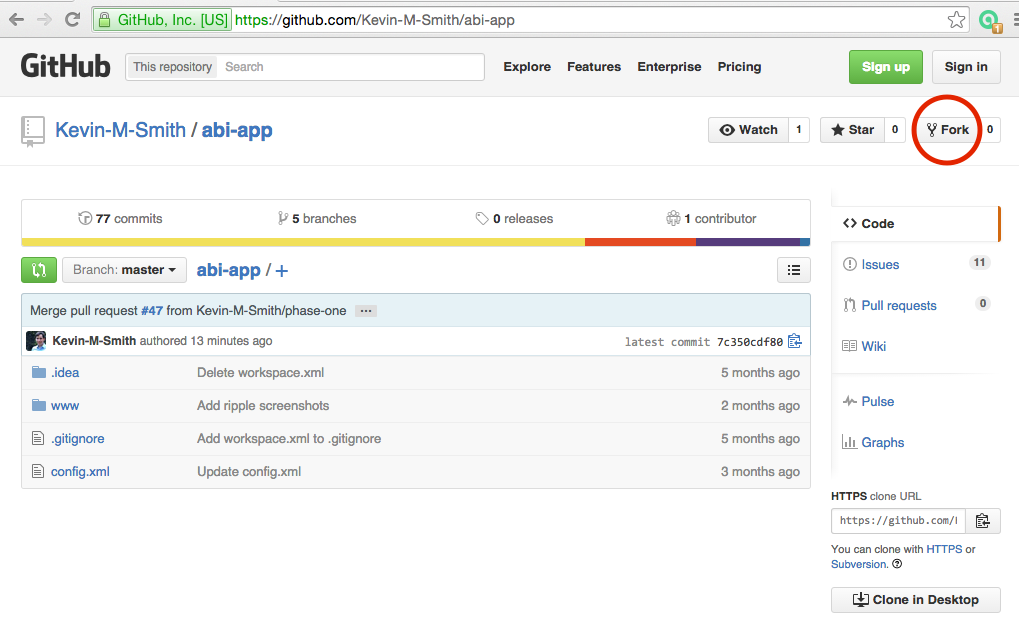 GitHub, Inc. [US] https://github.com/Kevin-M-Smith/abi-app
GitHub This repository Search Explore Features Enterprise Pricing Sign up Sign in
Kevin-M-Smith / abi-app Watch 1 Star 0 Fork 0
77 commits 5 branches 0 releases 1 contributor
Branch: master abi-app / +
Merge pull request #47 from Kevin-M-Smith/phase-one ...
Kevin-M-Smith authored 13 minutes ago latest commit 7c350cdf80
.idea Delete workspace.xml 5 months ago
www Add ripple screenshots 2 months ago
.gitignore Add workspace.xml to .gitignore 5 months ago
config.xml Update config.xml 3 months ago
Code
Issues 11
Pull requests 0
Wiki
Pulse
Graphs
HTTPS clone URL
https://github.com/
You can clone with HTTPS or
Subversion.
Clone in Desktop